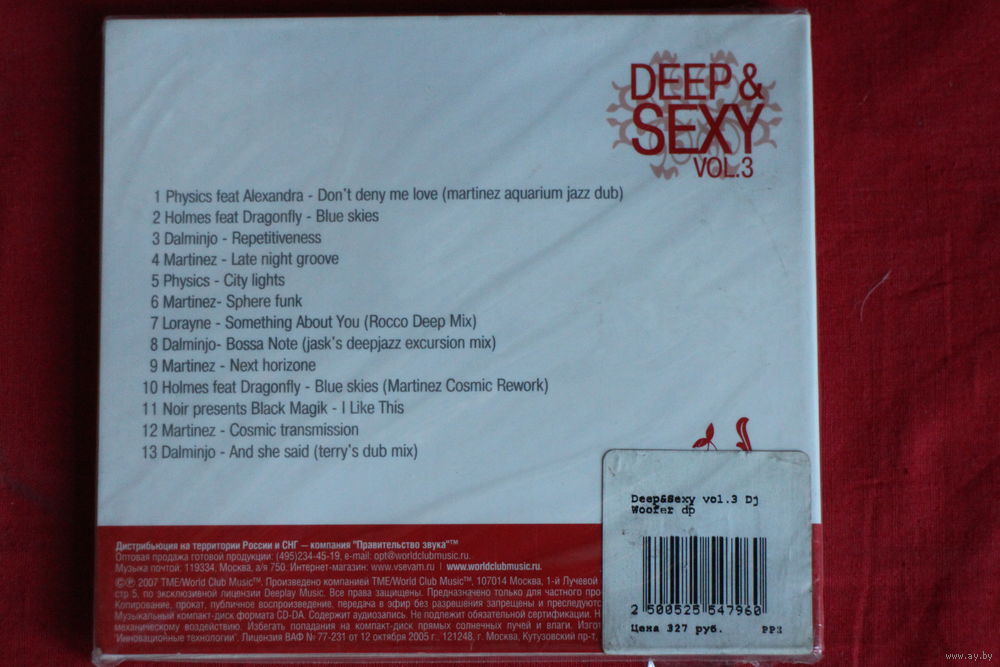 DEEP &
SEXY
VOL.3
1 Physics feat Alexandra - Don't deny me love (martinez aquarium jazz dub)
2 Holmes feat Dragonfly - Blue skies
3 Dalminjo - Repetitiveness
4 Martinez - Late night groove
5 Physics - City lights
6 Martinez- Sphere funk
7 Lorayne - Something About You (Rocco Deep Mix)
8 Dalminjo- Bossa Note (jask's deepjazz excursion mix)
9 Martinez - Next horizone
10 Holmes feat Dragonfly - Blue skies (Martinez Cosmic Rework)
11 Noir presents Black Magik - I Like This
12 Martinez - Cosmic transmission
13 Dalminjo - And she said (terry's dub mix)
Deep&Sexy vol.3 Dj
Woofer dp
2 500525 547960
Цена 327 руб. PP3
Дистрибьюция на территории России и СНГ — компания "Правительство звука"™
Оптовая продажа готовой продукции: (495)234-45-19, e-mail: opt@worldclubmusic.ru.
Музыка почтой: 119334, Москва, а/я 750. Интернет-магазин: www.vsevam.ru | www.worldclubmusic.ru.
©℗ 2007 TME/World Club Music™. Произведено компанией TME/World Club Music™, 107014 Москва, 1-й Лучевой
стр 5, по эксклюзивной лицензии Deeplay Music. Все права защищены. Предназначено только для частного
Копирование, прокат, публичное воспроизведение, передача в эфир без разрешения запрещены и преследуются
Музыкальный компакт-диск формата CD-DA. Содержит аудиозапись. Не подлежит обязательной сертификации.
механическому воздействию. Избегать попадания на компакт-диск прямых солнечных лучей и влаги.
"Инновационные технологии". Лицензия ВАФ № 77-231 от 12 октября 2005 г., 121248, г. Москва, Кутузовский пр-т,
www.ay.by